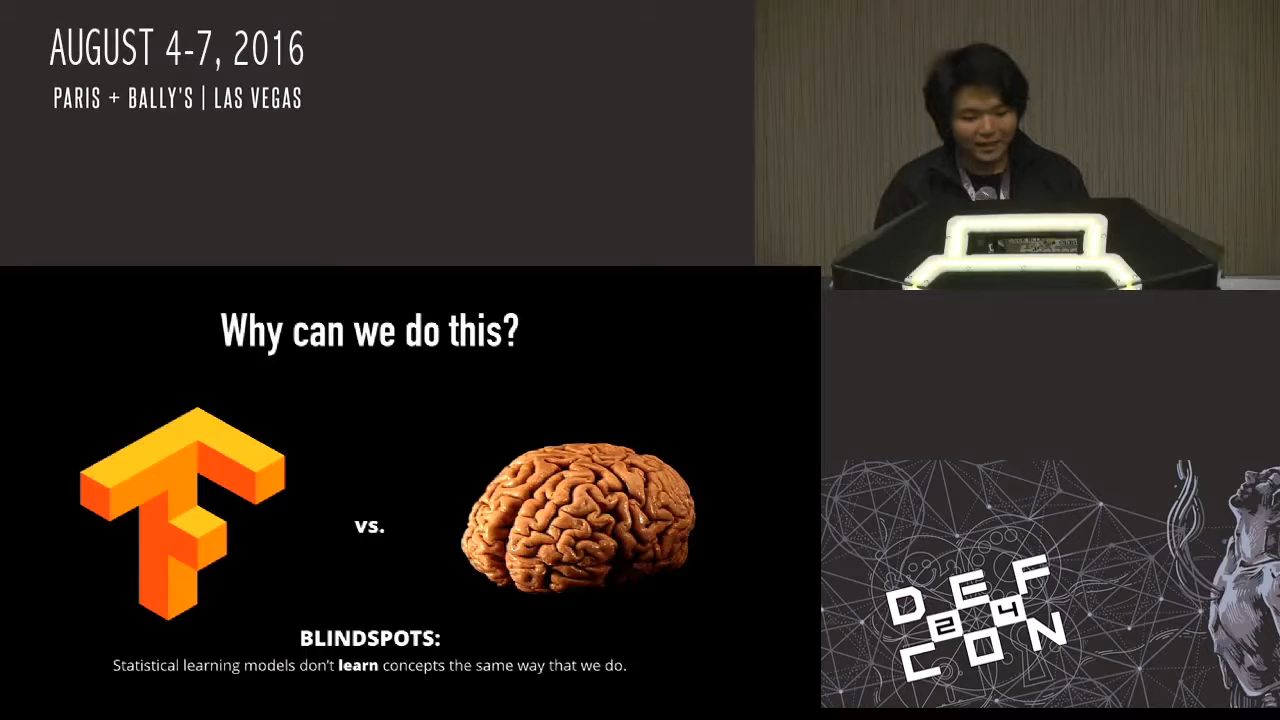 AUGUST 4-7, 2016
PARIS + BALLY'S | LAS VEGAS
Why can we do this?
vs.
BLINDSPOTS:
Statistical learning models don't learn concepts the same way that we do.
DEF
24
CON